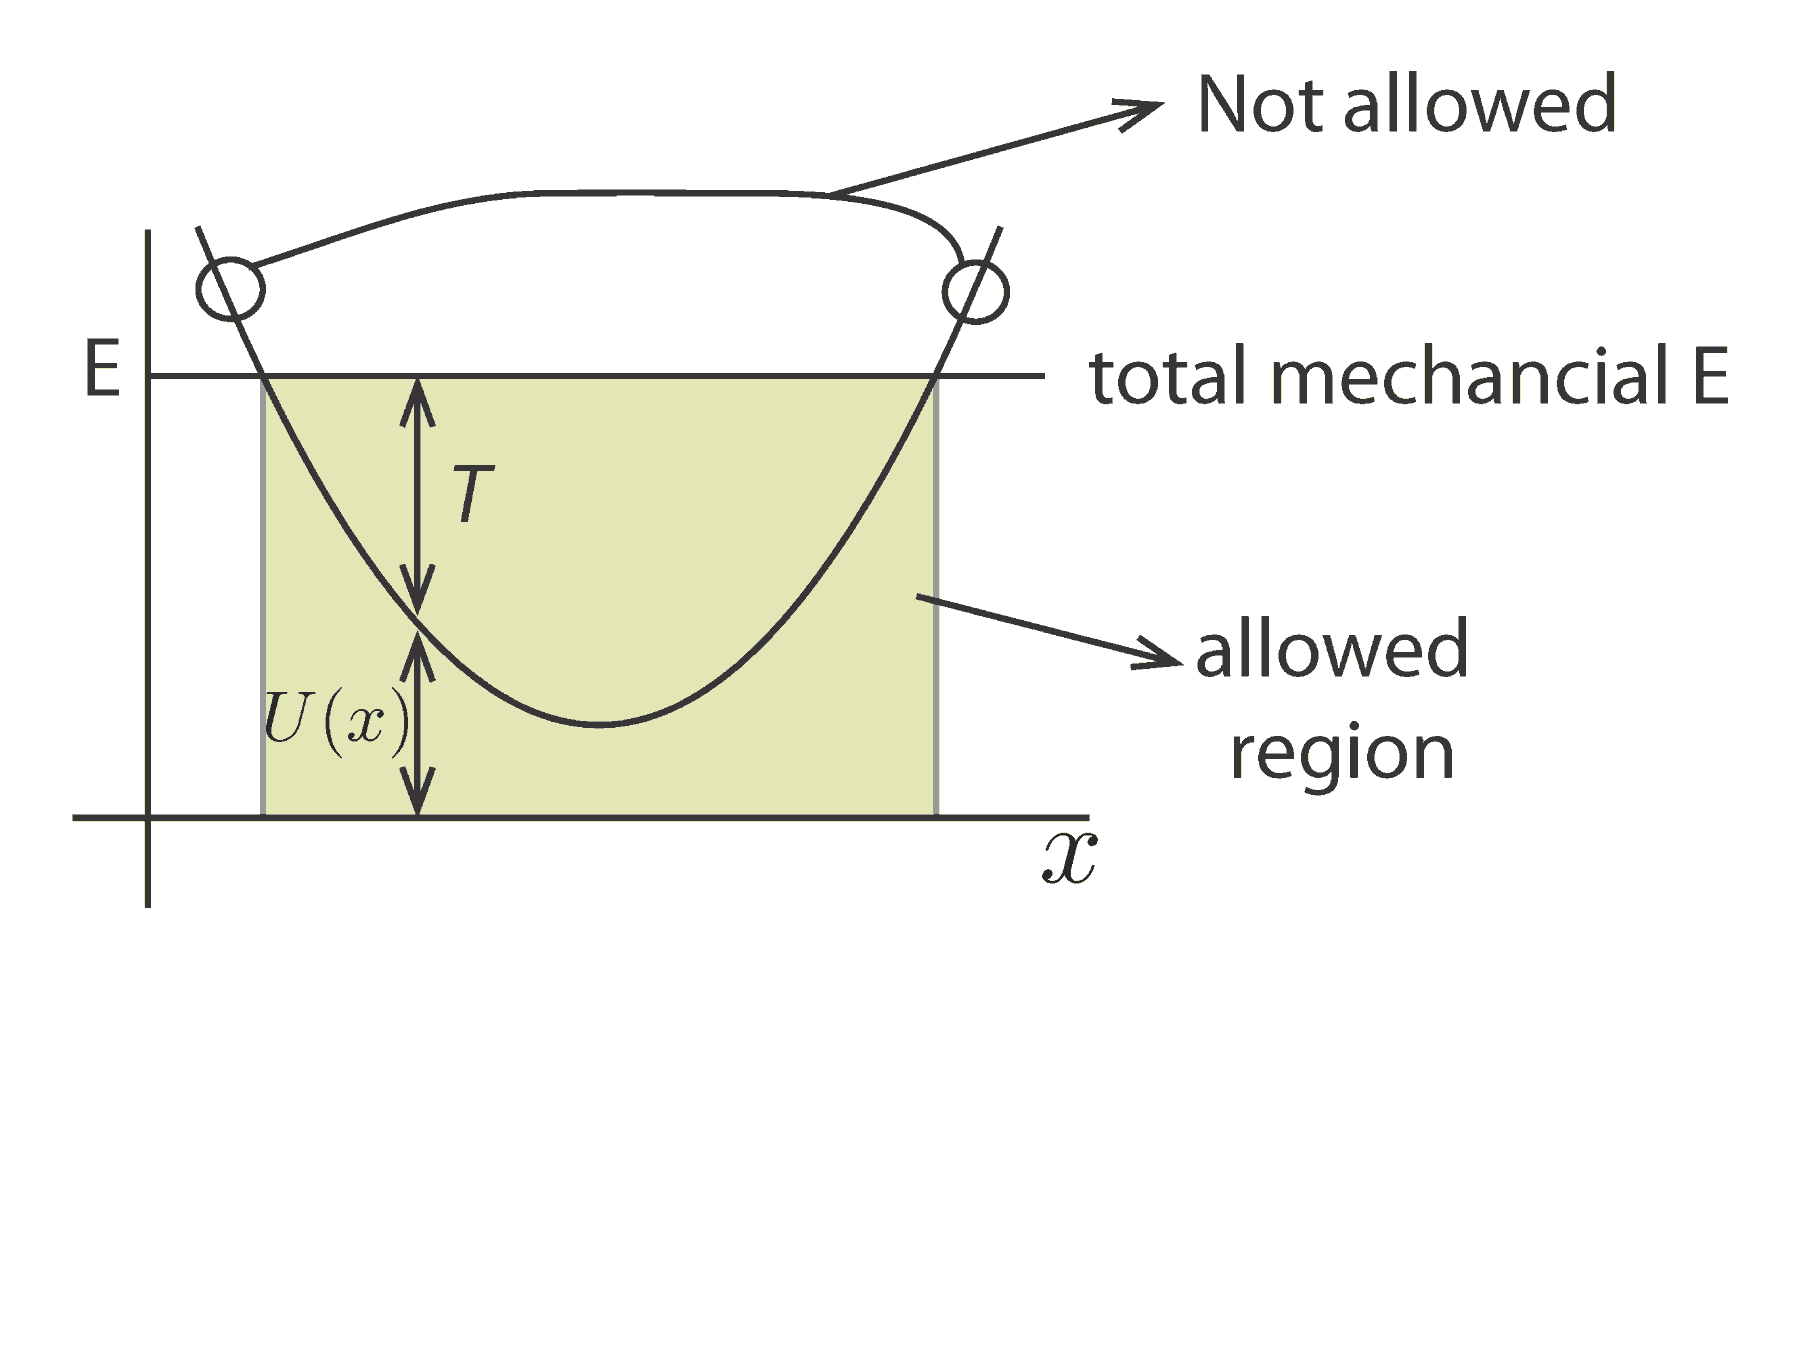 Not allowed
E
total mechancial E
T
allowed
U(x)
region
x